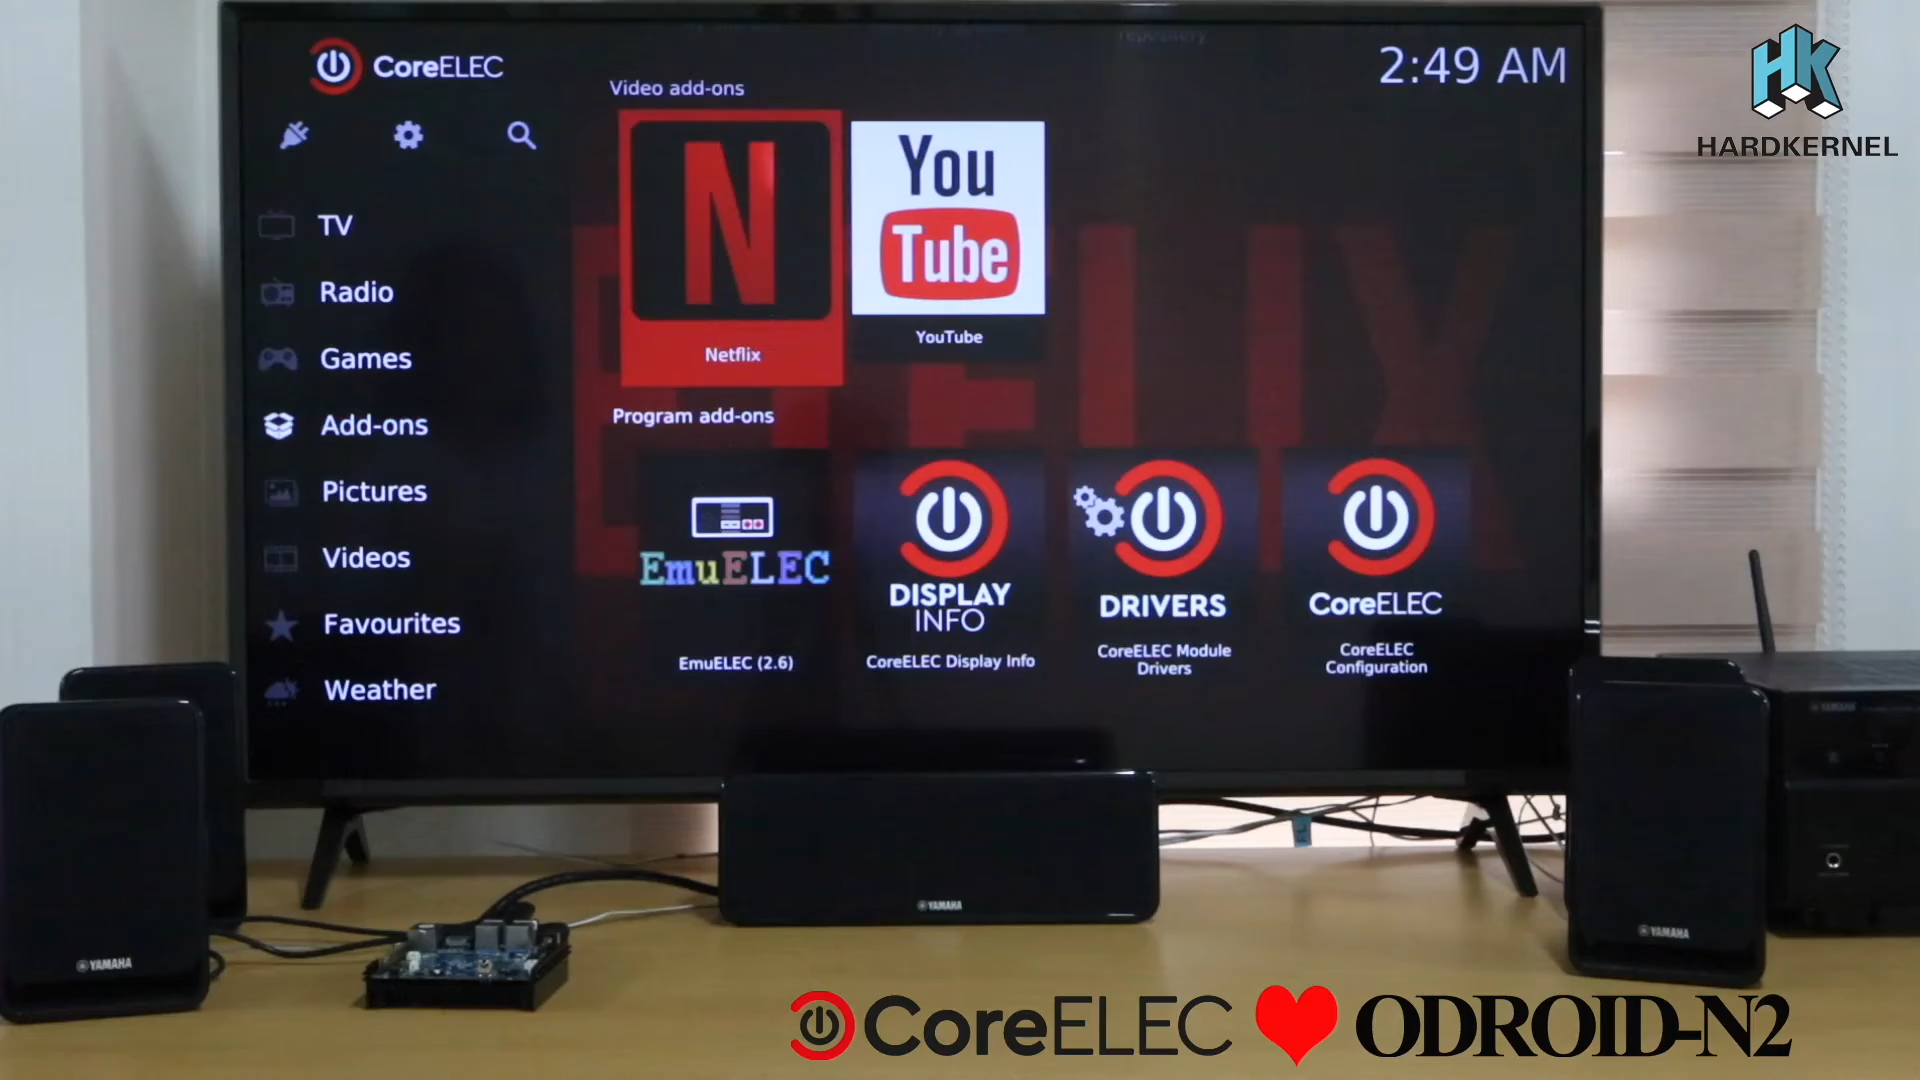 CoreELEC
2:49 AM
HK
HARDKERNEL
Video add-ons
N
You
Tube
Netflix
YouTube
TV
Radio
Games
Add-ons
Pictures
Videos
Favourites
Weather
Program add-ons
EmuELEC
DISPLAY
INFO
DRIVERS
CoreELEC
EmuELEC (2.6)
CoreELEC Display Info
CoreELEC Module
Drivers
CoreELEC
Configuration
YAMAHA
YAMAHA
YAMAHA
YAMAHA
CoreELEC ODROID-N2